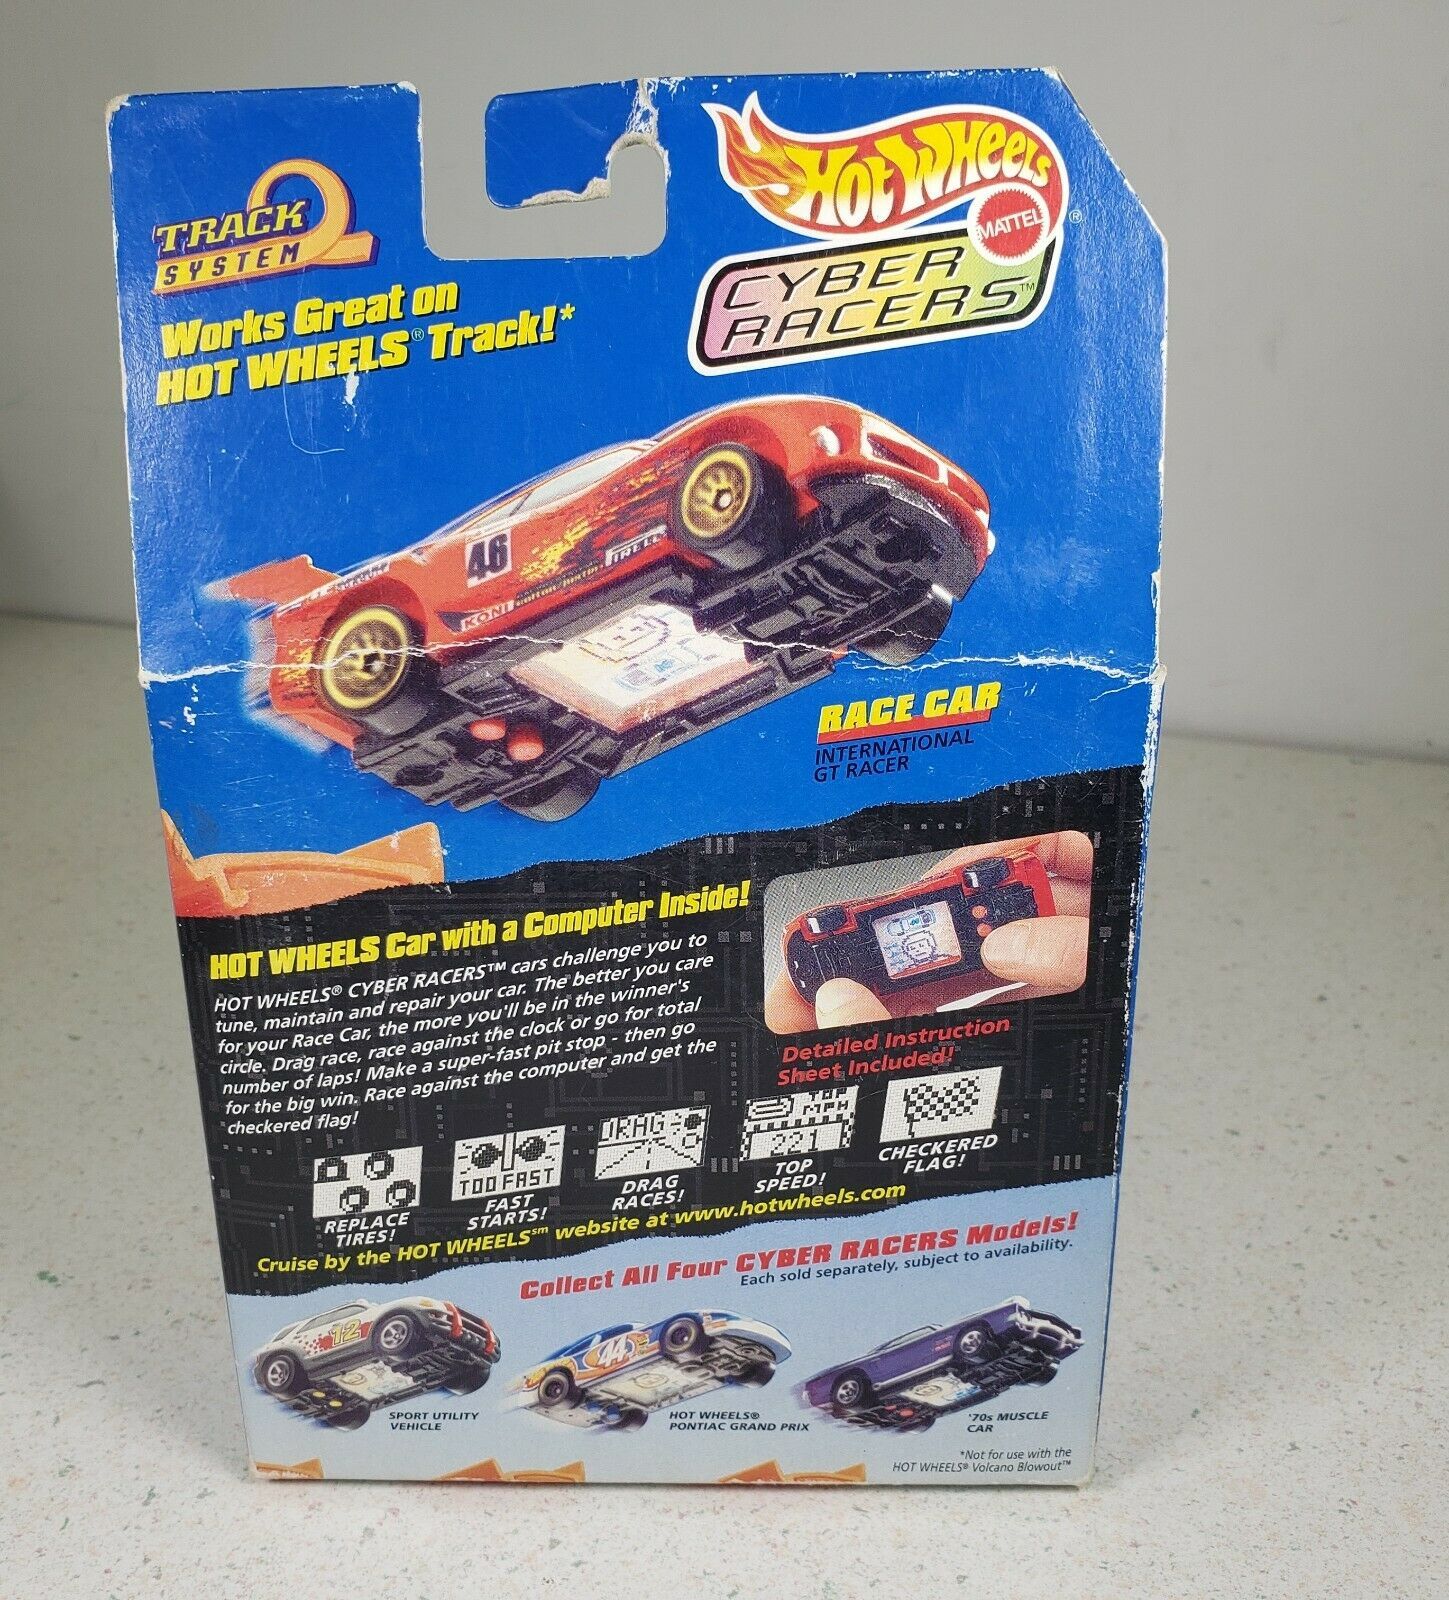 TRACK
SYSTEM
Works Great on
HOT WHEELS® Track!*
Hot Wheels
MATTEL
®
CYBER
RACERS™
46
KONI
RACE CAR
INTERNATIONAL
GT RACER
HOT WHEELS Car with a Computer Inside!
HOT WHEELS® CYBER RACERS™ cars challenge you to
tune, maintain and repair your car. The better you care
for your Race Car, the more you'll be in the winner's
circle. Drag race, race against the clock or go for total
number of laps! Make a super-fast pit stop - then go
for the big win. Race against the computer and get the
checkered flag!
Detailed Instruction
Sheet Included!
REPLACE
TIRES!
TOO FAST
FAST
STARTS!
DRAG
DRAG
RACES!
TOP
MPH
221
TOP
SPEED!
CHECKERED
FLAG!
Cruise by the HOT WHEELS℠ website at www.hotwheels.com
Collect All Four CYBER RACERS Models!
Each sold separately, subject to availability.
12
SPORT UTILITY
VEHICLE
44
HOT WHEELS®
PONTIAC GRAND PRIX
'70s MUSCLE
CAR
*Not for use with the
HOT WHEELS® Volcano Blowout™